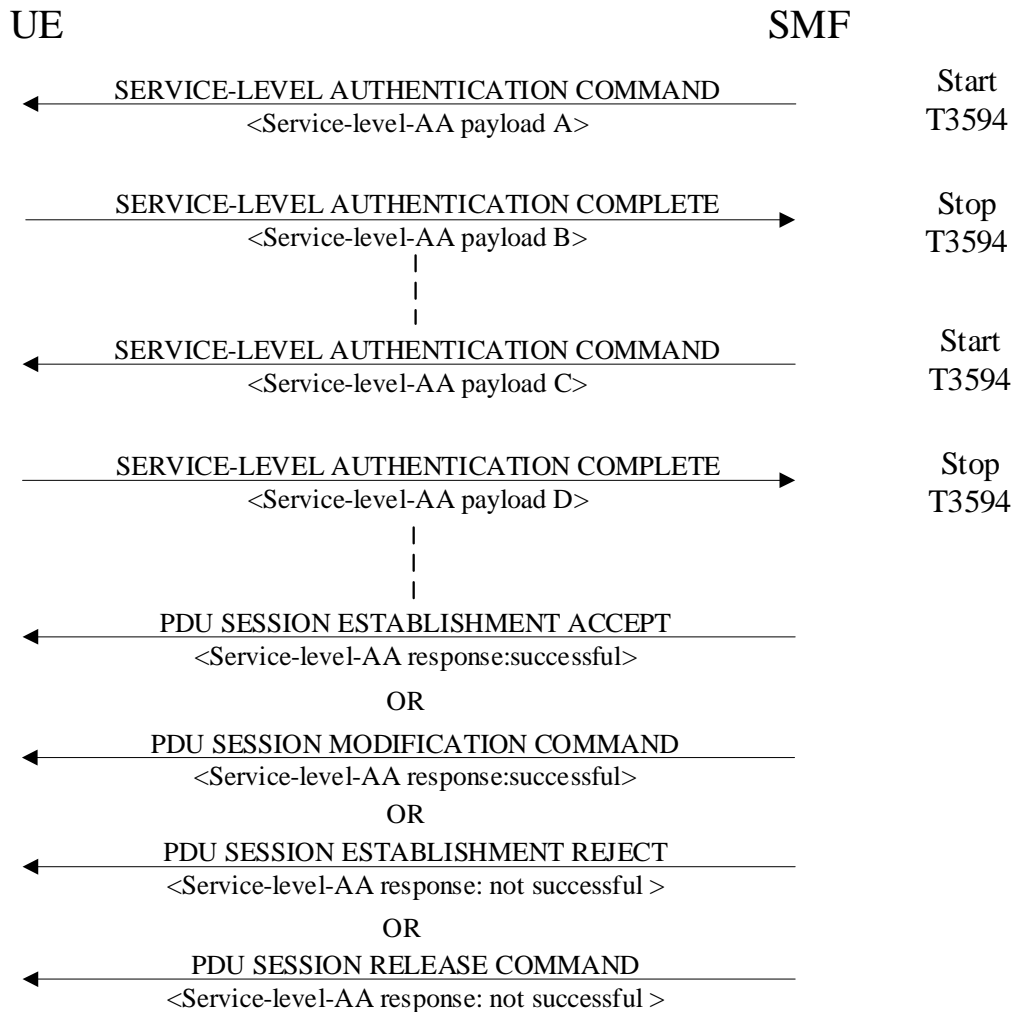 UE
SMF
SERVICE-LEVEL AUTHENTICATION COMMAND
<Service-level-AA payload A>
Start
T3594
SERVICE-LEVEL AUTHENTICATION COMPLETE
<Service-level-AA payload B>
Stop
T3594
SERVICE-LEVEL AUTHENTICATION COMMAND
<Service-level-AA payload C>
Start
T3594
SERVICE-LEVEL AUTHENTICATION COMPLETE
<Service-level-AA payload D>
Stop
T3594
PDU SESSION ESTABLISHMENT ACCEPT
<Service-level-AA response:successful>
OR
PDU SESSION MODIFICATION COMMAND
<Service-level-AA response:successful>
OR
PDU SESSION ESTABLISHMENT REJECT
<Service-level-AA response: not successful >
OR
PDU SESSION RELEASE COMMAND
<Service-level-AA response: not successful >